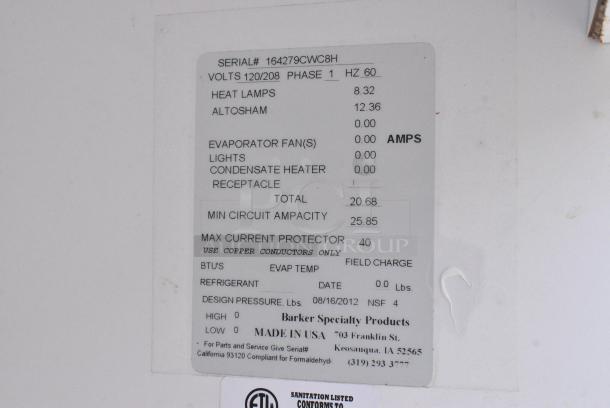 SERIAL# 164279CWC8H
VOLTS 120/208 PHASE 1 HZ 60
HEAT LAMPS 8.32
ALTOSHAM 12.36
0.00
EVAPORATOR FAN(S) 0.00 AMPS
LIGHTS 0.00
CONDENSATE HEATER 0.00
RECEPTACLE
TOTAL 20.68
MIN CIRCUIT AMPACITY 25.85
MAX CURRENT PROTECTOR 40
USE COPPER CONDUCTORS ONLY
BTU'S EVAP TEMP FIELD CHARGE
REFRIGERANT DATE 0.0 Lbs.
DESIGN PRESSURE, Lbs. 08/16/2012 NSF 4
HIGH 0 Barker Specialty Products
LOW 0 MADE IN USA 703 Franklin St.
For Parts and Service Give Serial# Keosauqua, IA 52565
California 93120 Compliant for Formaldehyd (319) 293 3777
ETL SANITATION LISTED
CONFORMS TO